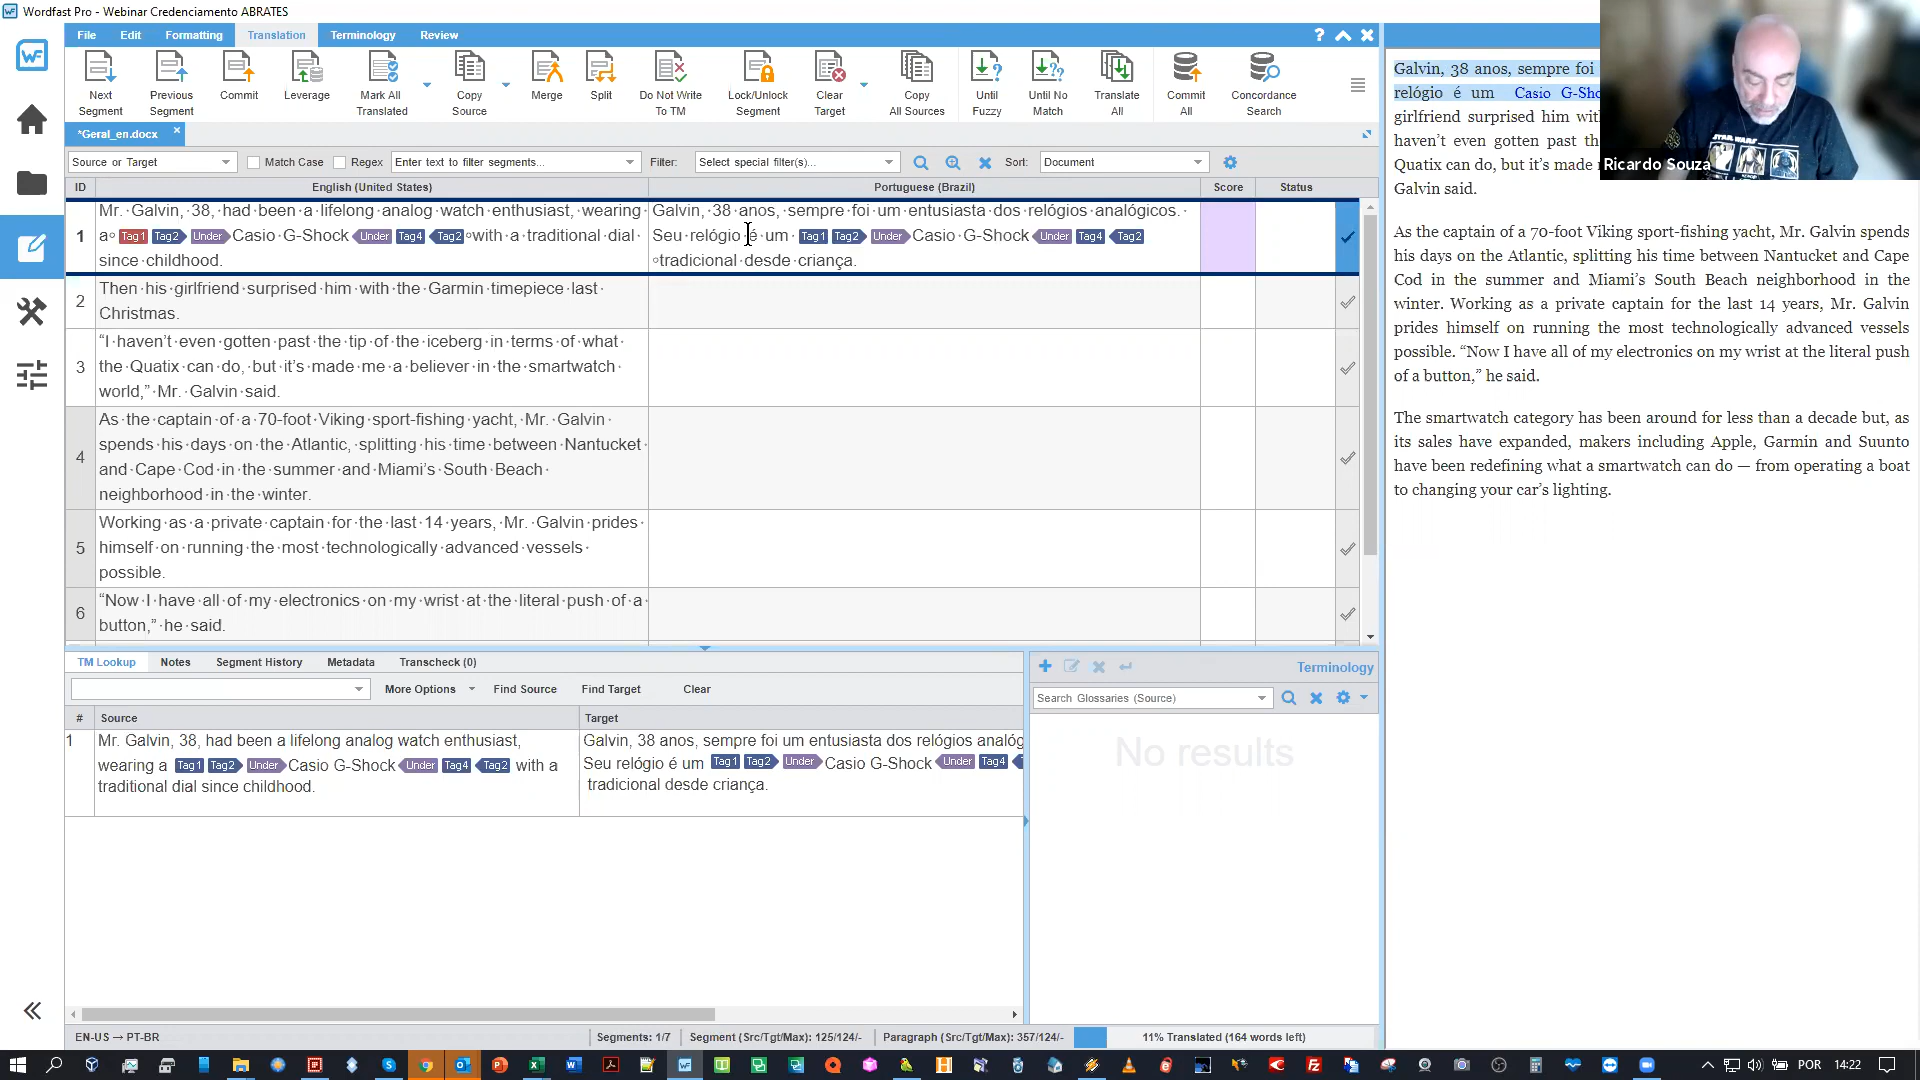 Wordfast Pro - Webinar Credenciamento ABRATES
File Edit Formatting Translation Terminology Review
Next Segment
Previous Segment
Commit
Leverage
Mark All Translated
Copy Source
Merge
Split
Do Not Write To TM
Lock/Unlock Segment
Clear Target
Copy All Sources
Until Fuzzy
Until No Match
Translate All
Commit All
Concordance Search
*Geral_en.docx
Source or Target Match Case Regex Enter text to filter segments... Filter: Select special filter(s)... Sort: Document
ID English (United States) Portuguese (Brazil) Score Status
1
Mr. Galvin, 38, had been a lifelong analog watch enthusiast, wearing
a Tag1 Tag2 Under Casio G-Shock Under Tag4 Tag2 with a traditional dial
since childhood.
Galvin, 38 anos, sempre foi um entusiasta dos relógios analógicos.
Seu relógio é um Tag1 Tag2 Under Casio G-Shock Under Tag4 Tag2
tradicional desde criança.
2
Then his girlfriend surprised him with the Garmin timepiece last
Christmas.
3
“I haven’t even gotten past the tip of the iceberg in terms of what
the Quatix can do, but it’s made me a believer in the smartwatch
world,” Mr. Galvin said.
4
As the captain of a 70-foot Viking sport-fishing yacht, Mr. Galvin
spends his days on the Atlantic, splitting his time between Nantucket
and Cape Cod in the summer and Miami’s South Beach
neighborhood in the winter.
5
Working as a private captain for the last 14 years, Mr. Galvin prides
himself on running the most technologically advanced vessels
possible.
6
“Now I have all of my electronics on my wrist at the literal push of a
button,” he said.
TM Lookup Notes Segment History Metadata Transcheck (0)
More Options Find Source Find Target Clear
# Source Target
1
Mr. Galvin, 38, had been a lifelong analog watch enthusiast,
wearing a Tag1 Tag2 Under Casio G-Shock Under Tag4 Tag2 with a
traditional dial since childhood.
Galvin, 38 anos, sempre foi um entusiasta dos relógios analóg
Seu relógio é um Tag1 Tag2 Under Casio G-Shock Under Tag4
tradicional desde criança.
Terminology
Search Glossaries (Source)
No results
EN-US → PT-BR Segments: 1/7 Segment (Src/Tgt/Max): 125/124/- Paragraph (Src/Tgt/Max): 357/124/- 11% Translated (164 words left)
Galvin, 38 anos, sempre foi
relógio é um Casio G-Sho
girlfriend surprised him wit
haven’t even gotten past th
Quatix can do, but it’s made
Galvin said.
As the captain of a 70-foot Viking sport-fishing yacht, Mr. Galvin spends
his days on the Atlantic, splitting his time between Nantucket and Cape
Cod in the summer and Miami’s South Beach neighborhood in the
winter. Working as a private captain for the last 14 years, Mr. Galvin
prides himself on running the most technologically advanced vessels
possible. “Now I have all of my electronics on my wrist at the literal push
of a button,” he said.
The smartwatch category has been around for less than a decade but, as
its sales have expanded, makers including Apple, Garmin and Suunto
have been redefining what a smartwatch can do — from operating a boat
to changing your car’s lighting.
STAR WARS
Ricardo Souza
POR 14:22